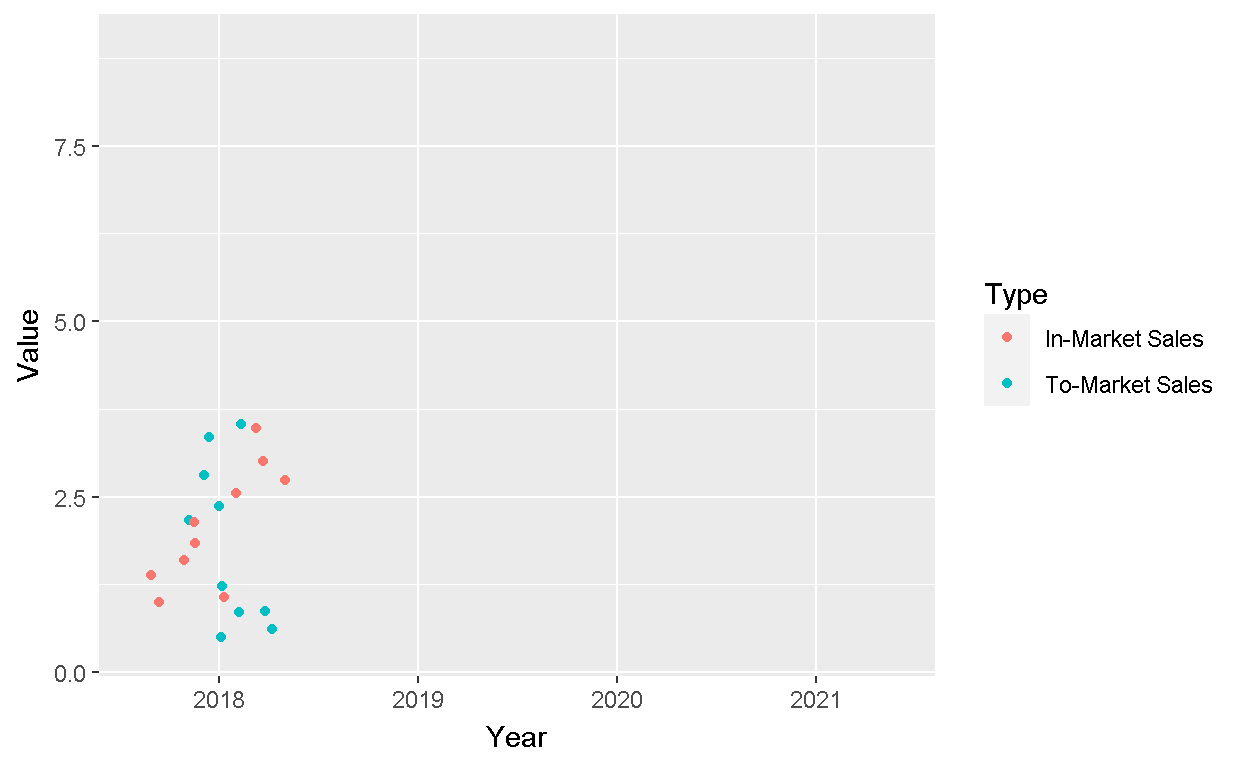 Value
7.5
5.0
2.5
0.0
2018 2019 2020 2021
Year
Type
In-Market Sales
To-Market Sales